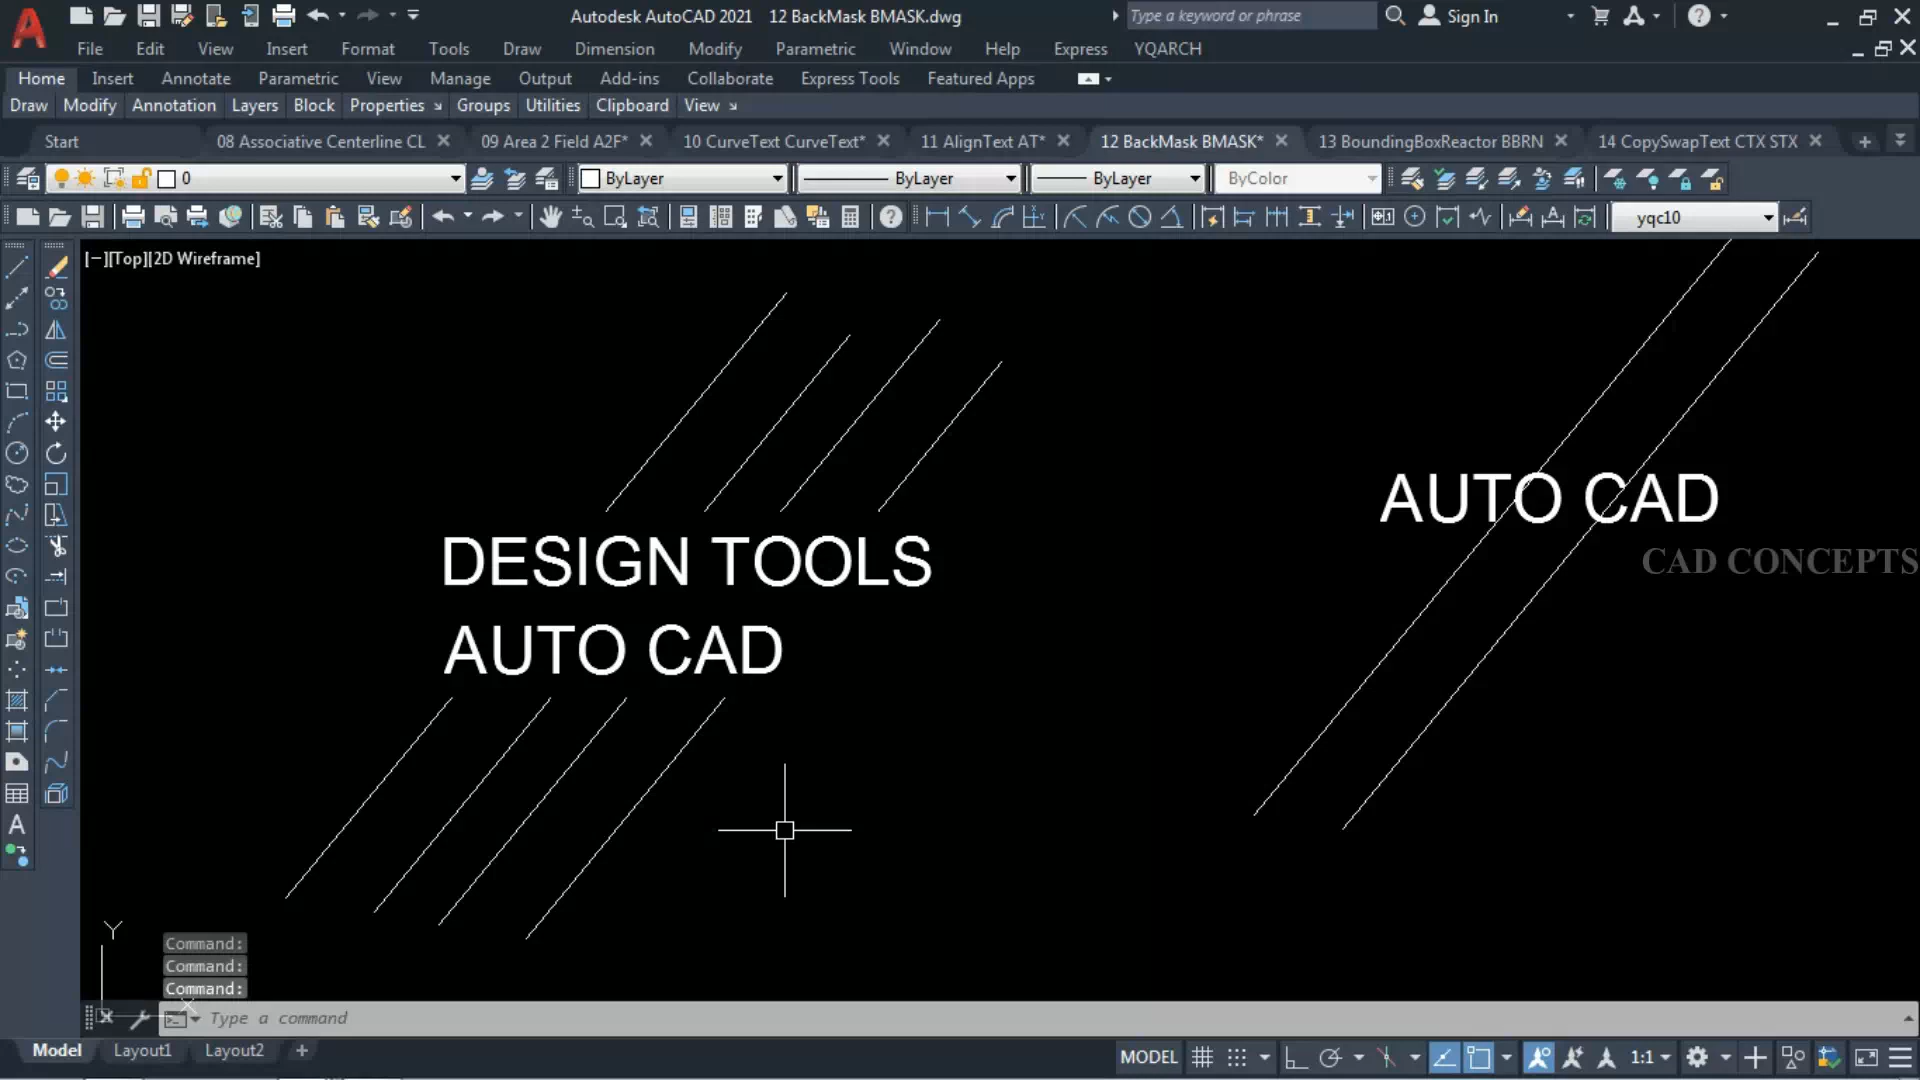 Autodesk AutoCAD 2021 12 BackMask BMASK.dwg
Type a keyword or phrase
Sign In
File Edit View Insert Format Tools Draw Dimension Modify Parametric Window Help Express YQARCH
Home Insert Annotate Parametric View Manage Output Add-ins Collaborate Express Tools Featured Apps
Draw Modify Annotation Layers Block Properties Groups Utilities Clipboard View
Start 08 Associative Centerline CL 09 Area 2 Field A2F* 10 CurveText CurveText* 11 AlignText AT* 12 BackMask BMASK* 13 BoundingBoxReactor BBRN 14 CopySwapText CTX STX
0 ByLayer ByLayer ByLayer ByColor
yqc10
[−][Top][2D Wireframe]
AUTO CAD
CAD CONCEPTS
DESIGN TOOLS
AUTO CAD
Y
X
Command:
Command:
Command:
Type a command
Model Layout1 Layout2 +
MODEL 1:1